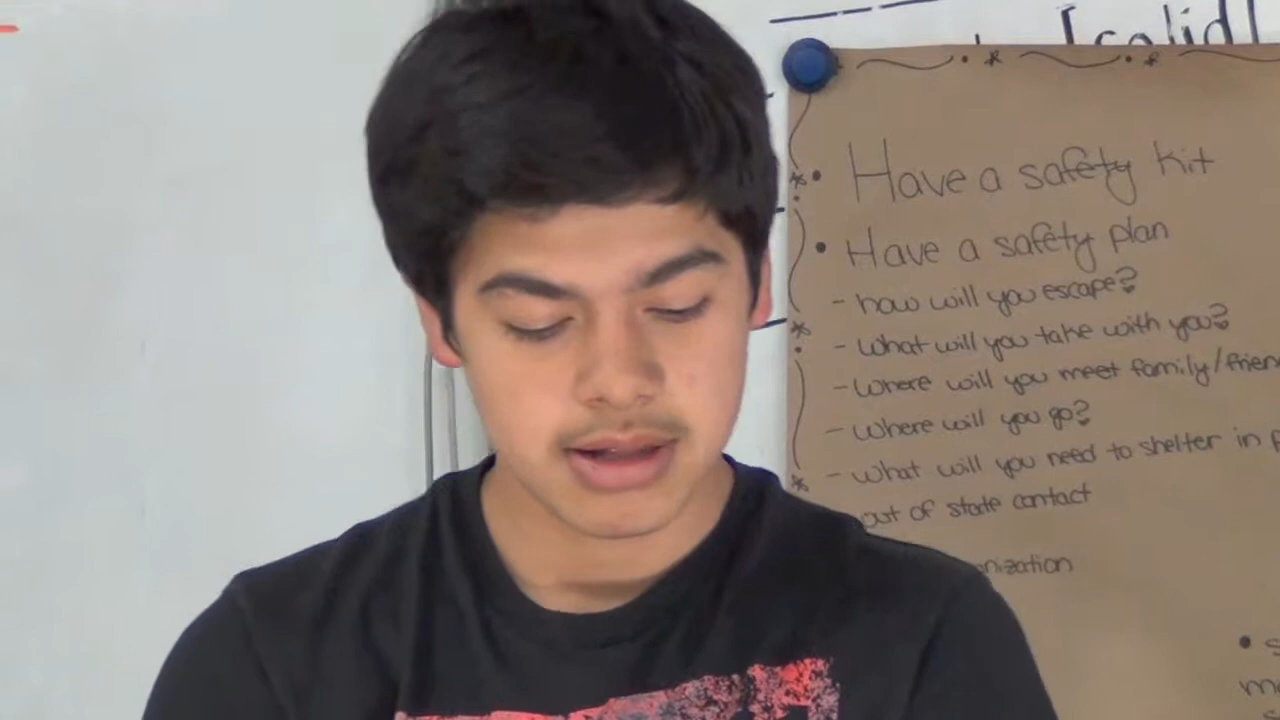 [solid]
• Have a safety kit
• Have a safety plan
- how will you escape?
- what will you take with you?
- where will you meet family/frien
- where will you go?
- what will you need to shelter in p
out of state contact
nization